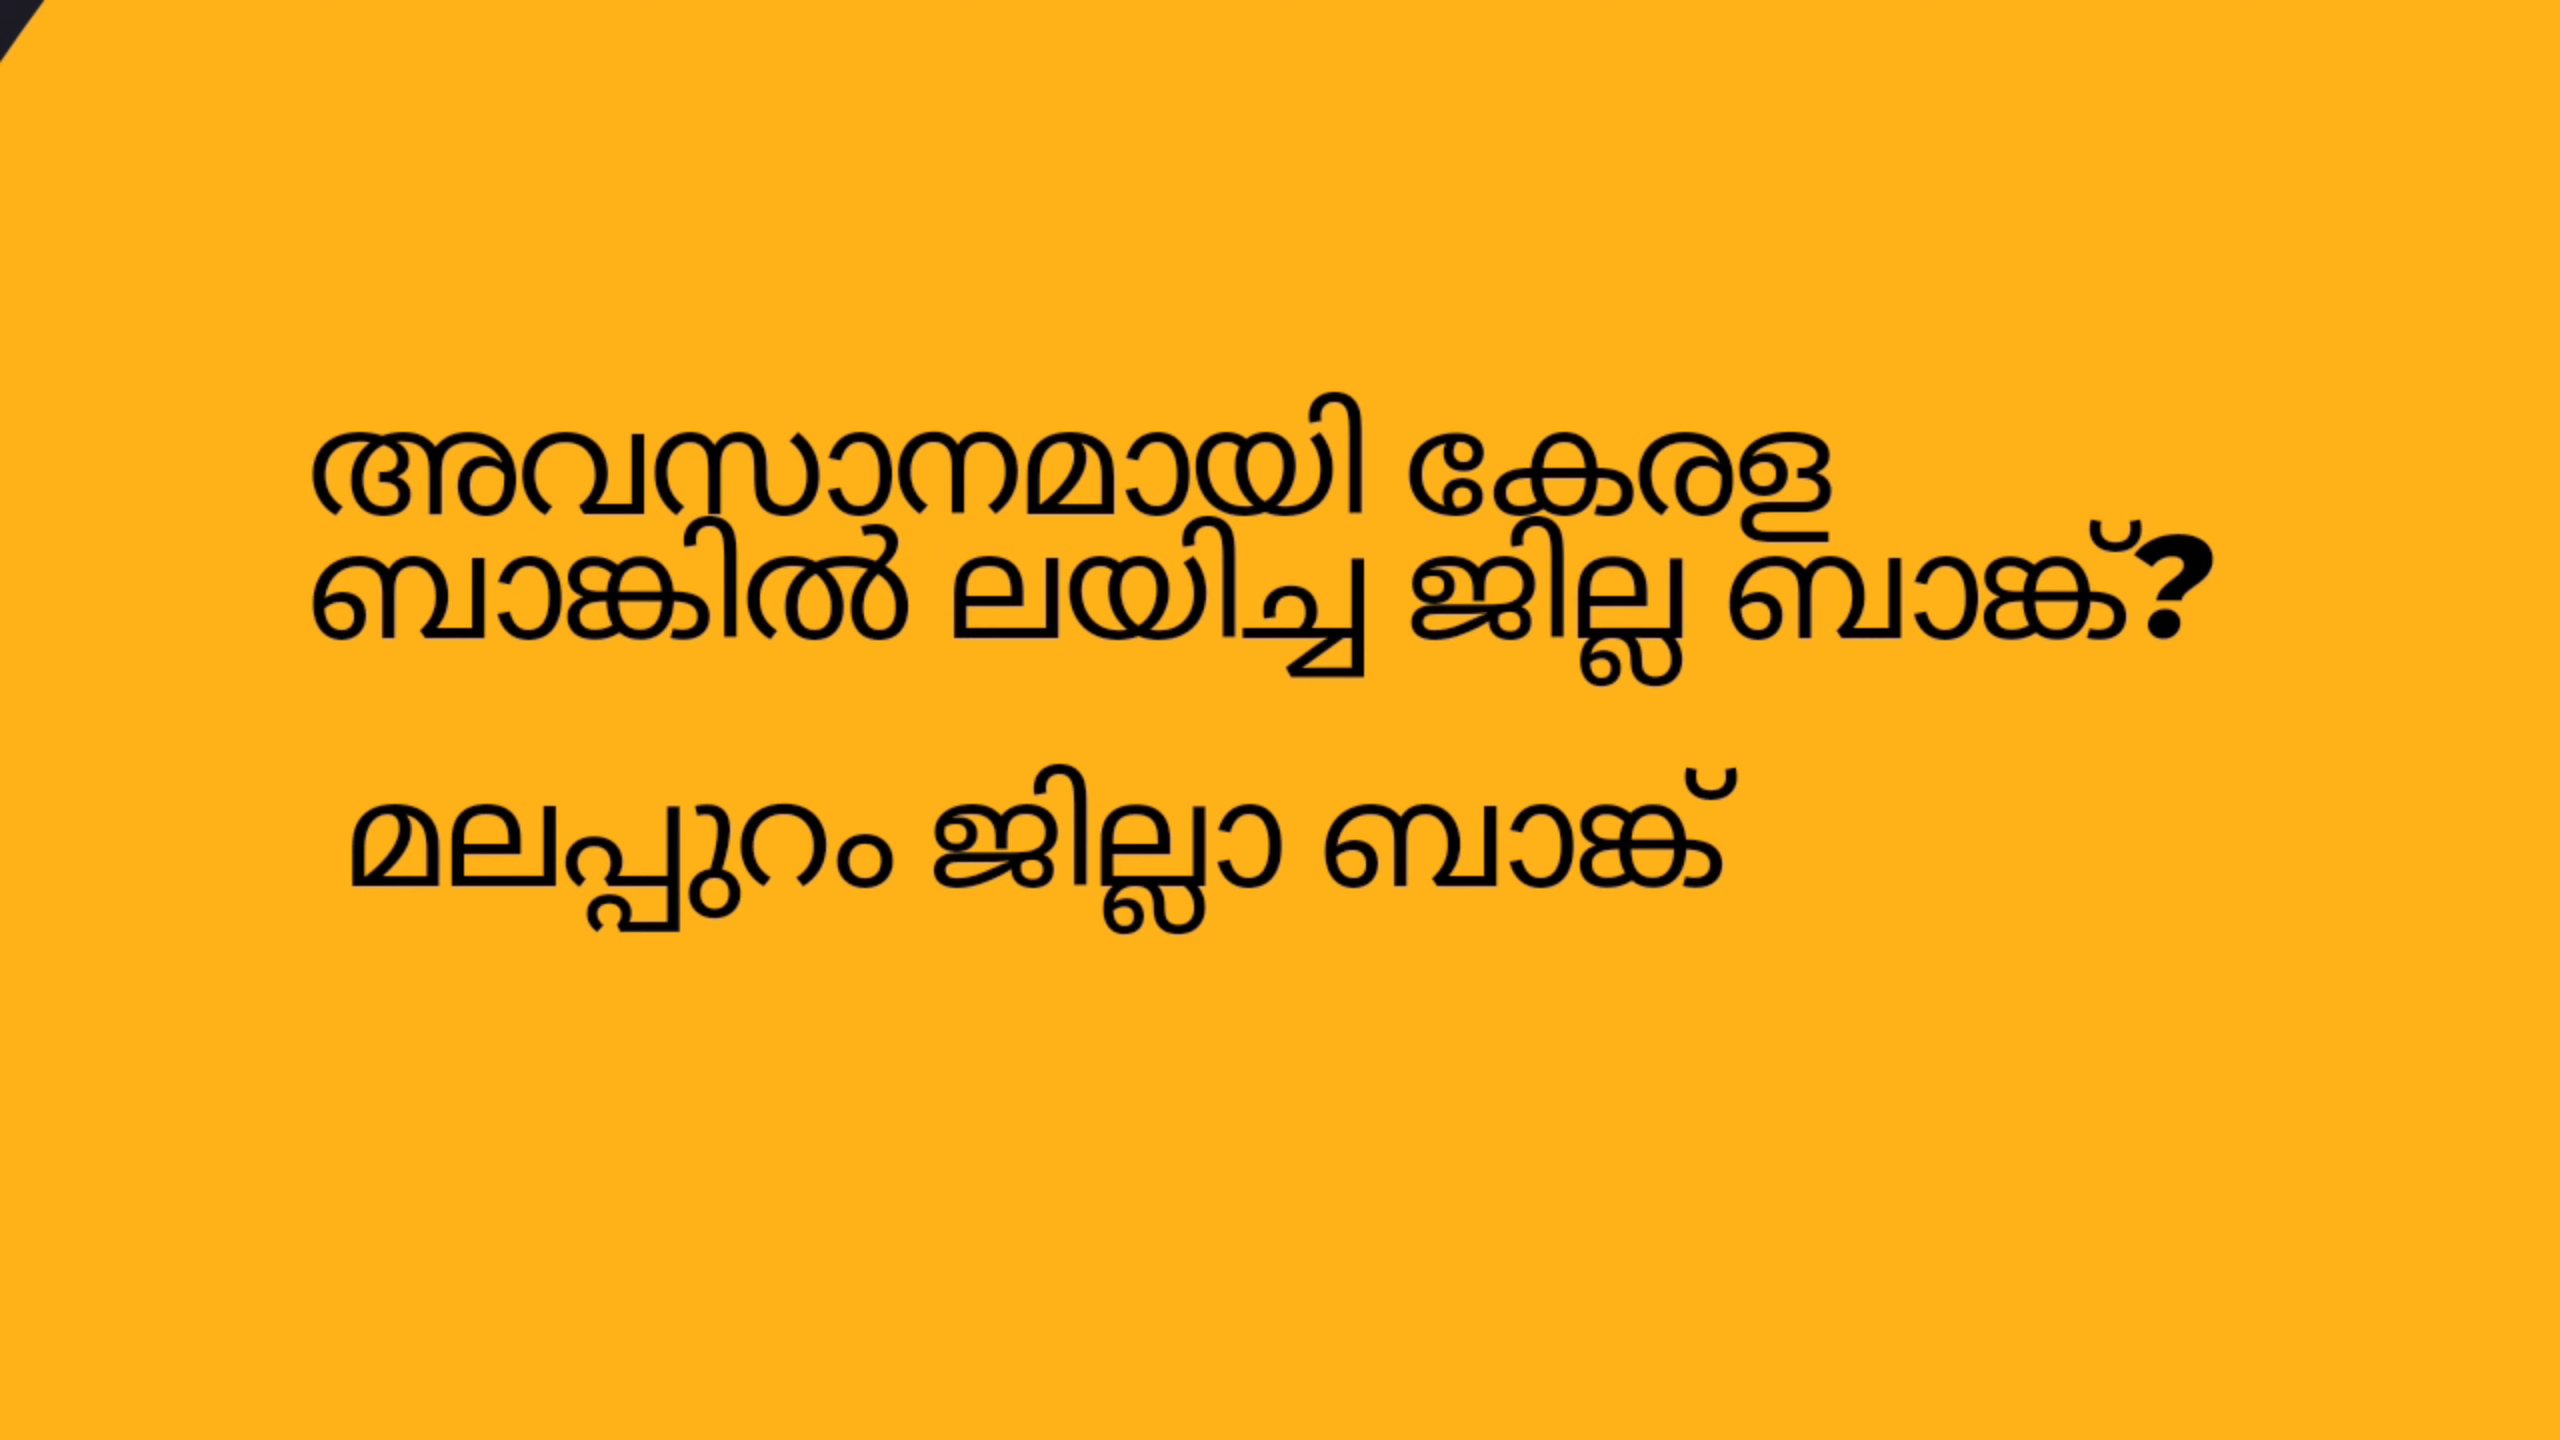 അവസാനമായി കേരള
ബാങ്കിൽ ലയിച്ച ജില്ല ബാങ്ക്?
മലപ്പുറം ജില്ലാ ബാങ്ക്